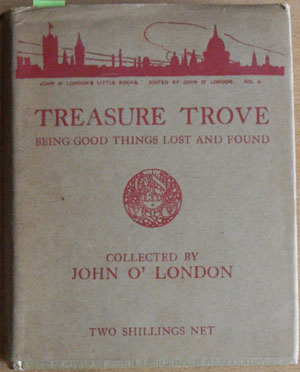 JOHN O' LONDON'S LITTLE BOOKS. EDITED BY JOHN O' LONDON. VOL 4
TREASURE TROVE
BEING GOOD THINGS LOST AND FOUND
COLLECTED BY
JOHN O' LONDON
TWO SHILLINGS NET